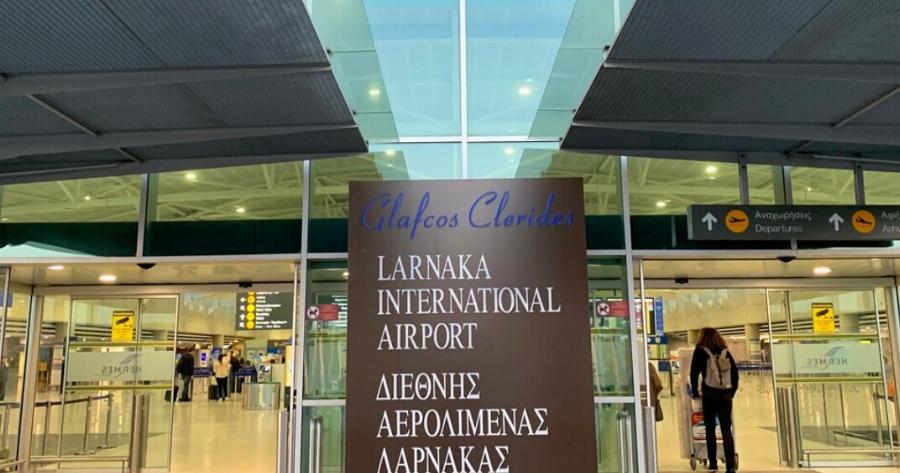 Glafcos Clerides
LARNAKA
INTERNATIONAL
AIRPORT
ΔΙΕΘΝΗΣ
ΑΕΡΟΛΙΜΕΝΑΣ
ΛΑΡΝΑΚΑΣ
Αναχωρήσεις
Departures
HERMES
HERMES